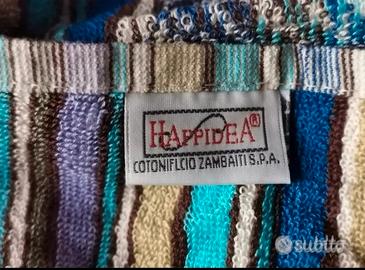 HAPPIDEA®
COTONIFICIO ZAMBAITI S.P.A.
subito